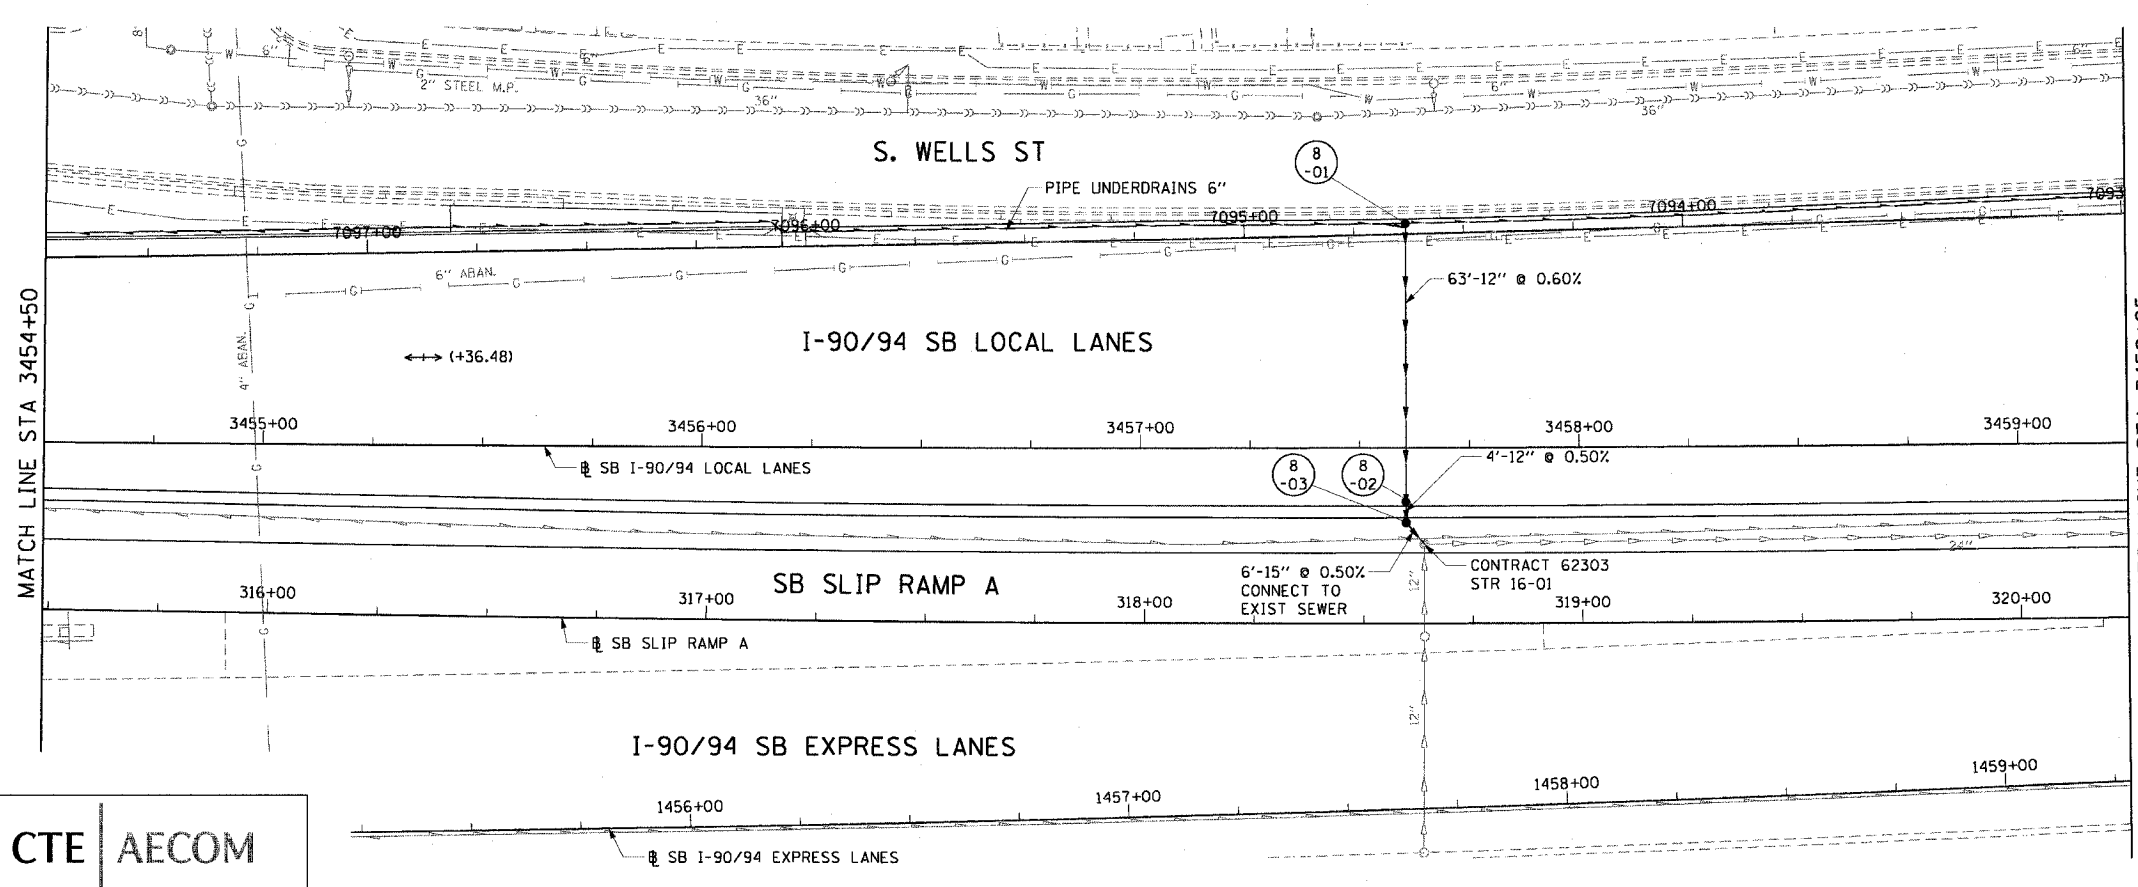 8
6"
2" STEEL M.P.
36"
6"
36"
6"
S. WELLS ST
8
-01
PIPE UNDERDRAINS 6"
7097+00
7096+00
7095+00
7094+00
7093
6" ABAN.
63'-12" @ 0.60%
MATCH LINE STA 3454+50
4" ABAN.
(+36.48)
I-90/94 SB LOCAL LANES
3455+00
3456+00
3457+00
3458+00
3459+00
℄ SB I-90/94 LOCAL LANES
8
-03
8
-02
4'-12" @ 0.50%
24"
6'-15" @ 0.50%
CONNECT TO
EXIST SEWER
12"
CONTRACT 62303
STR 16-01
SB SLIP RAMP A
316+00
317+00
318+00
319+00
320+00
℄ SB SLIP RAMP A
12"
I-90/94 SB EXPRESS LANES
1456+00
1457+00
1458+00
1459+00
℄ SB I-90/94 EXPRESS LANES
CTE AECOM